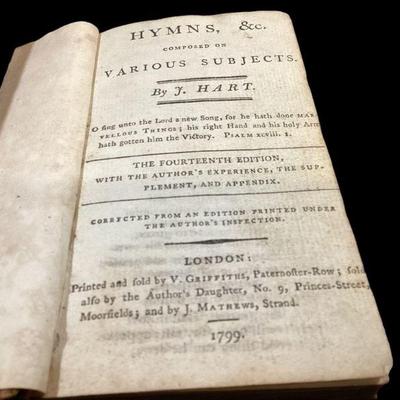 HYMNS, &c.
COMPOSED ON
VARIOUS SUBJECTS.
By J. HART.
O sing unto the Lord a new Song, for he hath done MAR-
VELLOUS THINGS; his right Hand and his holy Arm
hath gotten him the Victory. PSALM xcviii. 1.
THE FOURTEENTH EDITION,
WITH THE AUTHOR'S EXPERIENCE, THE SUP-
PLEMENT, AND APPENDIX.
CORRECTED FROM AN EDITION PRINTED UNDER
THE AUTHOR'S INSPECTION.
LONDON:
Printed and sold by V. GRIFFITHS, Paternoster-Row; sold
also by the Author's Daughter, No. 9, Princes-Street,
Moorfields; and by J. MATHEWS, Strand.
1799.